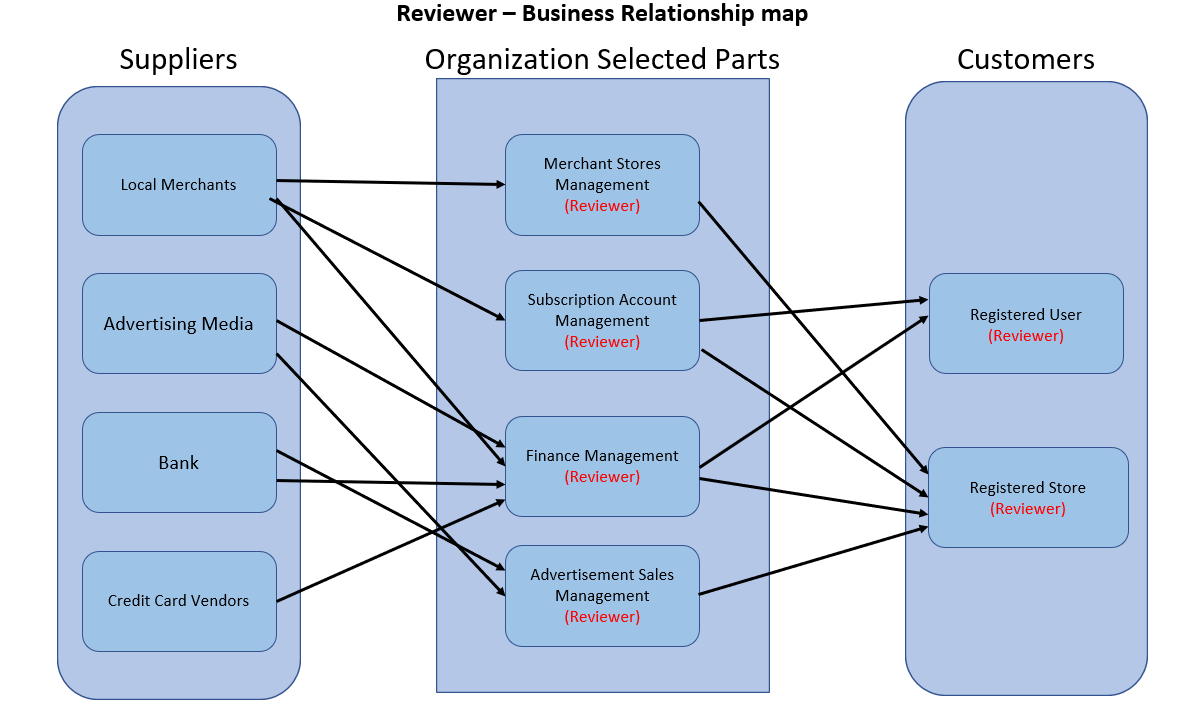 Reviewer – Business Relationship map
Suppliers
Organization Selected Parts
Customers
Local Merchants
Advertising Media
Bank
Credit Card Vendors
Merchant Stores
Management
(Reviewer)
Subscription Account
Management
(Reviewer)
Finance Management
(Reviewer)
Advertisement Sales
Management
(Reviewer)
Registered User
(Reviewer)
Registered Store
(Reviewer)